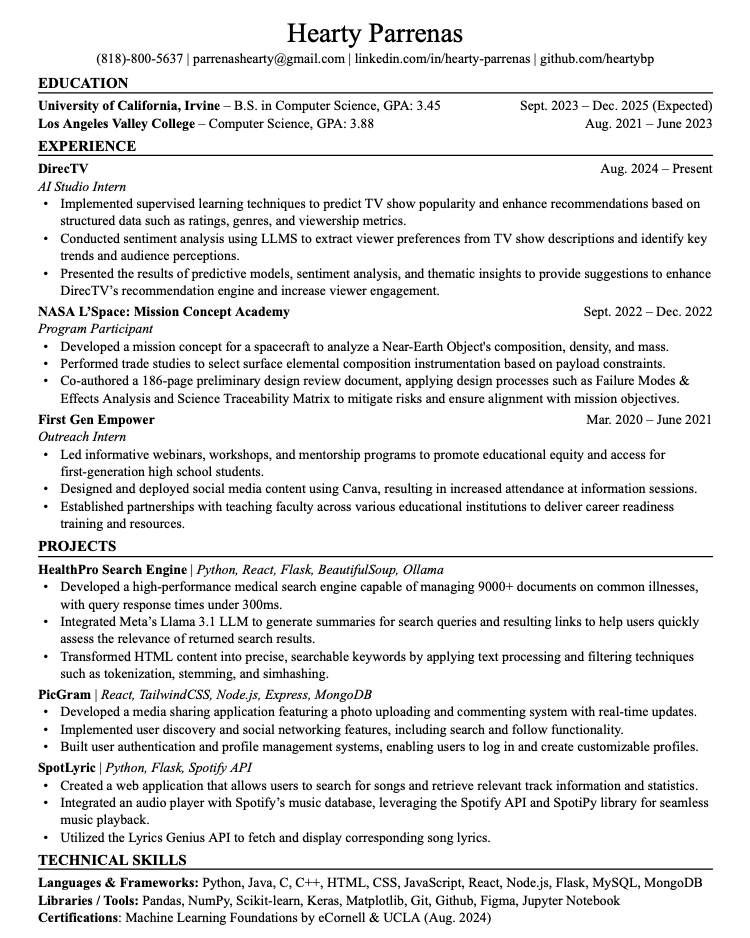 Hearty Parrenas
(818)-800-5637 | parrenashearty@gmail.com | linkedin.com/in/hearty-parrenas | github.com/heartybp
EDUCATION
University of California, Irvine – B.S. in Computer Science, GPA: 3.45 Sept. 2023 – Dec. 2025 (Expected)
Los Angeles Valley College – Computer Science, GPA: 3.88 Aug. 2021 – June 2023
EXPERIENCE
DirecTV Aug. 2024 – Present
AI Studio Intern
• Implemented supervised learning techniques to predict TV show popularity and enhance recommendations based on
structured data such as ratings, genres, and viewership metrics.
• Conducted sentiment analysis using LLMS to extract viewer preferences from TV show descriptions and identify key
trends and audience perceptions.
• Presented the results of predictive models, sentiment analysis, and thematic insights to provide suggestions to enhance
DirecTV’s recommendation engine and increase viewer engagement.
NASA L’Space: Mission Concept Academy Sept. 2022 – Dec. 2022
Program Participant
• Developed a mission concept for a spacecraft to analyze a Near-Earth Object's composition, density, and mass.
• Performed trade studies to select surface elemental composition instrumentation based on payload constraints.
• Co-authored a 186-page preliminary design review document, applying design processes such as Failure Modes &
Effects Analysis and Science Traceability Matrix to mitigate risks and ensure alignment with mission objectives.
First Gen Empower Mar. 2020 – June 2021
Outreach Intern
• Led informative webinars, workshops, and mentorship programs to promote educational equity and access for
first-generation high school students.
• Designed and deployed social media content using Canva, resulting in increased attendance at information sessions.
• Established partnerships with teaching faculty across various educational institutions to deliver career readiness
training and resources.
PROJECTS
HealthPro Search Engine | Python, React, Flask, BeautifulSoup, Ollama
• Developed a high-performance medical search engine capable of managing 9000+ documents on common illnesses,
with query response times under 300ms.
• Integrated Meta’s Llama 3.1 LLM to generate summaries for search queries and resulting links to help users quickly
assess the relevance of returned search results.
• Transformed HTML content into precise, searchable keywords by applying text processing and filtering techniques
such as tokenization, stemming, and simhashing.
PicGram | React, TailwindCSS, Node.js, Express, MongoDB
• Developed a media sharing application featuring a photo uploading and commenting system with real-time updates.
• Implemented user discovery and social networking features, including search and follow functionality.
• Built user authentication and profile management systems, enabling users to log in and create customizable profiles.
SpotLyric | Python, Flask, Spotify API
• Created a web application that allows users to search for songs and retrieve relevant track information and statistics.
• Integrated an audio player with Spotify’s music database, leveraging the Spotify API and SpotiPy library for seamless
music playback.
• Utilized the Lyrics Genius API to fetch and display corresponding song lyrics.
TECHNICAL SKILLS
Languages & Frameworks: Python, Java, C, C++, HTML, CSS, JavaScript, React, Node.js, Flask, MySQL, MongoDB
Libraries / Tools: Pandas, NumPy, Scikit-learn, Keras, Matplotlib, Git, Github, Figma, Jupyter Notebook
Certifications: Machine Learning Foundations by eCornell & UCLA (Aug. 2024)